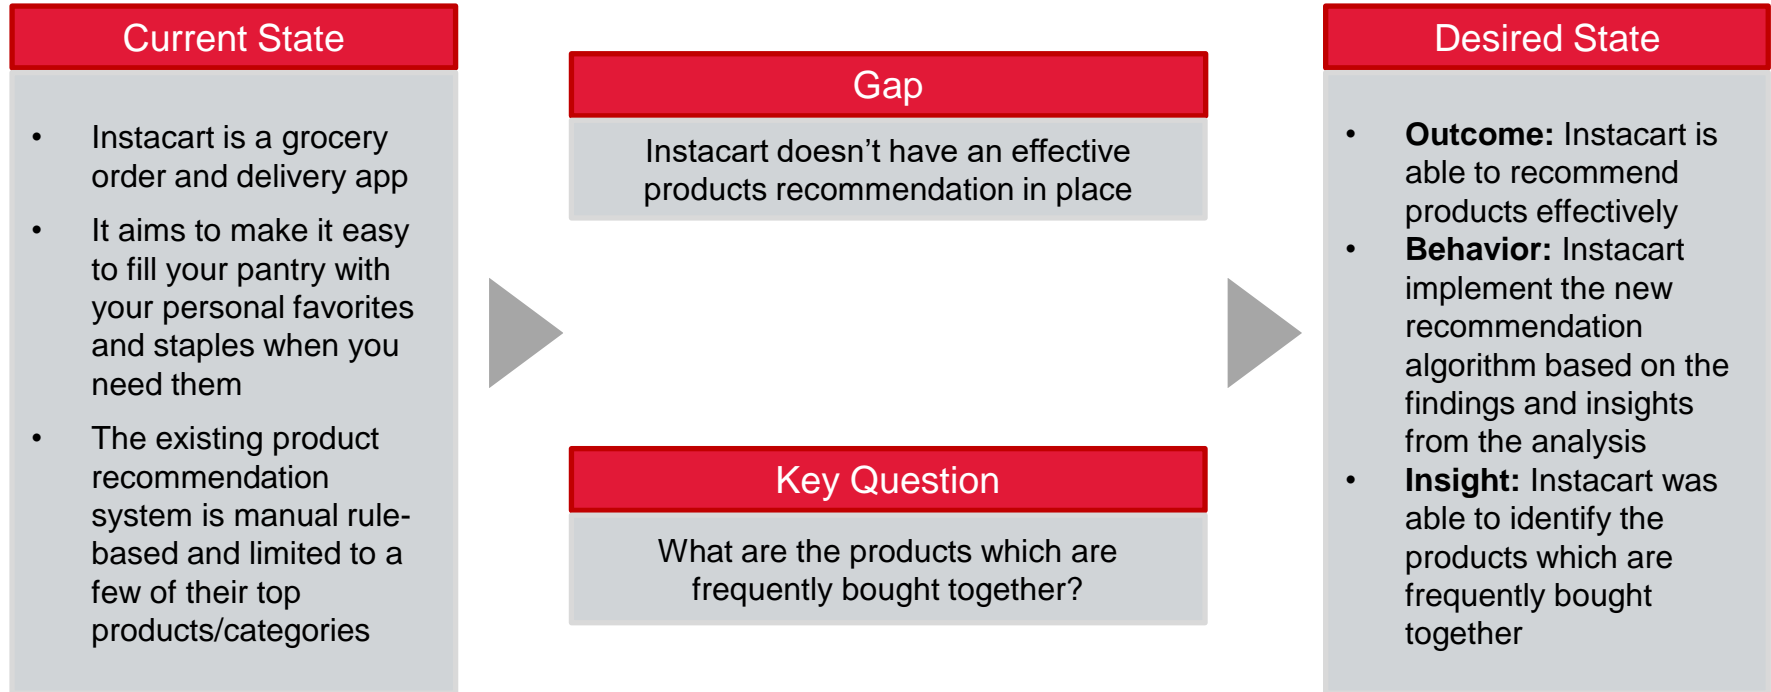 Current State
• Instacart is a grocery
order and delivery app
• It aims to make it easy
to fill your pantry with
your personal favorites
and staples when you
need them
• The existing product
recommendation
system is manual rule-
based and limited to a
few of their top
products/categories
Gap
Instacart doesn’t have an effective
products recommendation in place
Key Question
What are the products which are
frequently bought together?
Desired State
• Outcome: Instacart is
able to recommend
products effectively
• Behavior: Instacart
implement the new
recommendation
algorithm based on the
findings and insights
from the analysis
• Insight: Instacart was
able to identify the
products which are
frequently bought
together